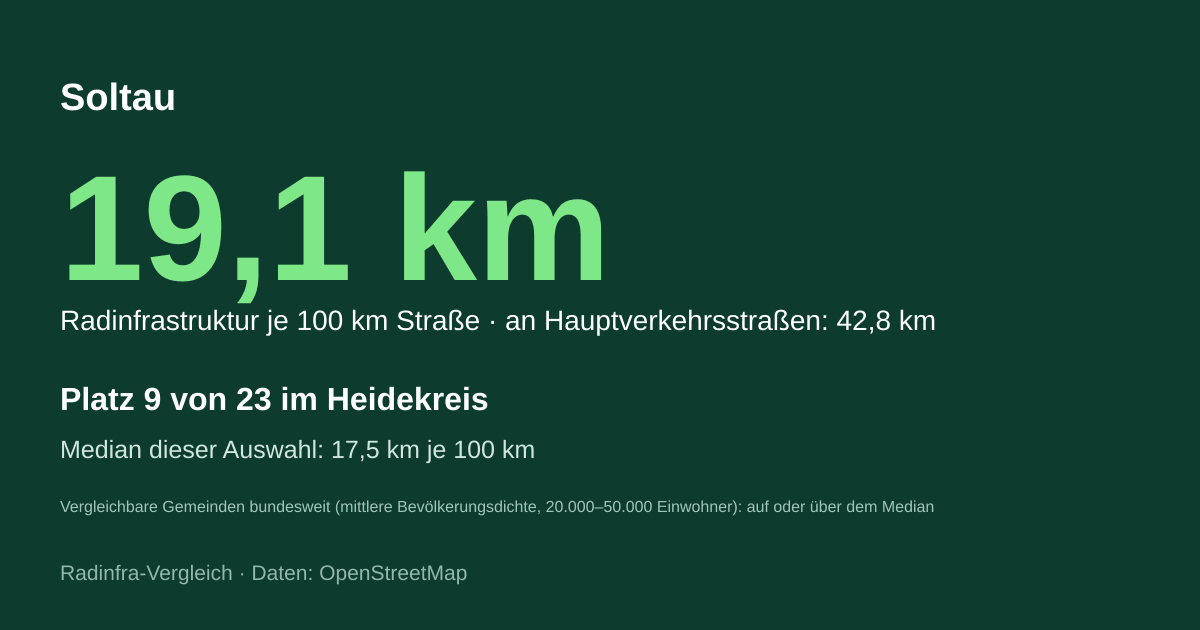 Soltau
19,1 km
Radinfrastruktur je 100 km Straße · an Hauptverkehrsstraßen: 42,8 km
Platz 9 von 23 im Heidekreis
Median dieser Auswahl: 17,5 km je 100 km
Vergleichbare Gemeinden bundesweit (mittlere Bevölkerungsdichte, 20.000–50.000 Einwohner): auf oder über dem Median
Radinfra-Vergleich · Daten: OpenStreetMap